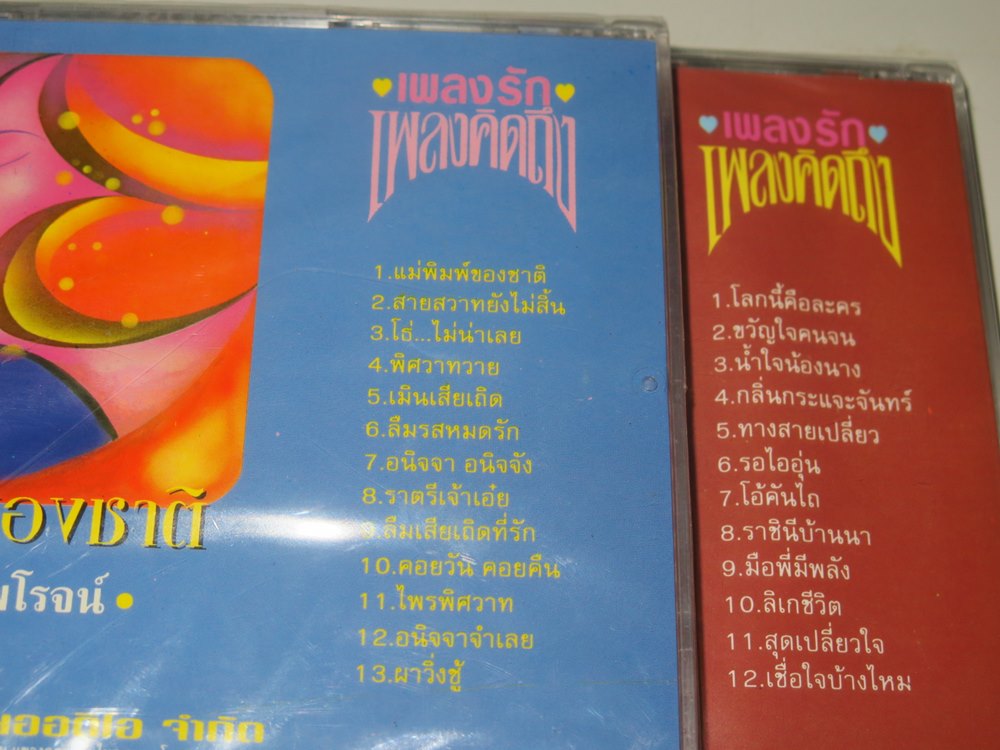 เพลงรัก
เพลงคิดถึง
1.แม่พิมพ์ของชาติ
2.สายสวาทยังไม่สิ้น
3.โธ่...ไม่น่าเลย
4.พิศวาทวาย
5.เมินเสียเถิด
6.ลืมรสหมดรัก
7.อนิจจา อนิจจัง
8.ราตรีเจ้าเอ๋ย
9.ลืมเสียเถิดที่รัก
10.คอยวัน คอยคืน
11.ไพรพิศวาท
12.อนิจจาจำเลย
13.ผาวิ่งชู้
องชาติ
โรจน์
ออดิโอ จำกัด
เพลงรัก
เพลงคิดถึง
1.โลกนี้คือละคร
2.ขวัญใจคนจน
3.น้ำใจน้องนาง
4.กลิ่นกระแจะจันทร์
5.ทางสายเปลี่ยว
6.รอไออุ่น
7.โอ้คันไถ
8.ราชินีบ้านนา
9.มือพี่มีพลัง
10.ลิเกชีวิต
11.สุดเปลี่ยวใจ
12.เชื่อใจบ้างไหม